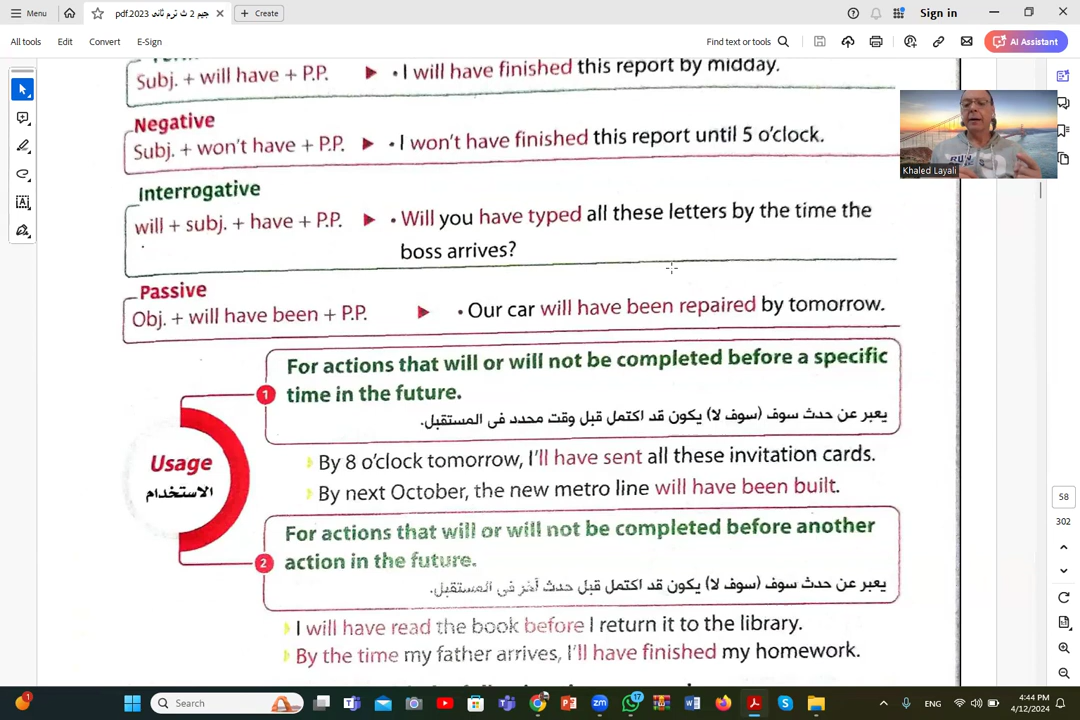 Menu
جيم 2 ث ترم ثانى 2023.pdf
Create
Sign in
All tools
Edit
Convert
E-Sign
Find text or tools
AI Assistant
Subj. + will have + P.P.
• I will have finished this report by midday.
Negative
Subj. + won't have + P.P.
• I won't have finished this report until 5 o'clock.
Interrogative
will + subj. + have + P.P.
• Will you have typed all these letters by the time the
boss arrives?
Passive
Obj. + will have been + P.P.
• Our car will have been repaired by tomorrow.
Khaled Layali
Usage
الاستخدام
1
For actions that will or will not be completed before a specific
time in the future.
يعبر عن حدث سوف (سوف لا) يكون قد اكتمل قبل وقت محدد فى المستقبل.
By 8 o'clock tomorrow, I'll have sent all these invitation cards.
By next October, the new metro line will have been built.
2
For actions that will or will not be completed before another
action in the future.
يعبر عن حدث سوف (سوف لا) يكون قد اكتمل قبل حدث آخر فى المستقبل.
I will have read the book before I return it to the library.
By the time my father arrives, I'll have finished my homework.
58
302
1
Search
17
ENG
4:44 PM
4/12/2024